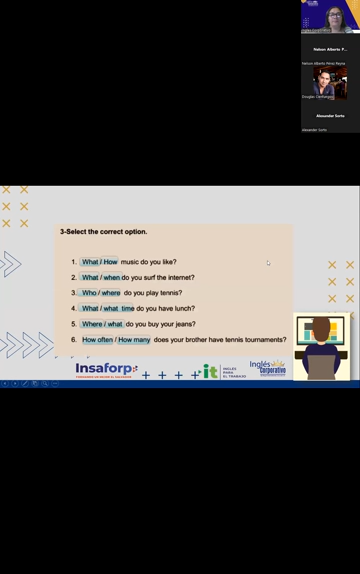 Nelson Alberto P...
Nelson Alberto Perez Reyna
Douglas
Alexander Sorto
Alexander Sorto
3-Select the correct option.
1. What / How music do you like?
2. What / when do you surf the internet?
3. Who / where do you play tennis?
4. What / what time do you have lunch?
5. Where / what do you buy your jeans?
6. How often / How many does your brother have tennis tournaments?
Insaforp
it
INGLÉS
PARA
EL TRABAJO
Inglés
Corporativo